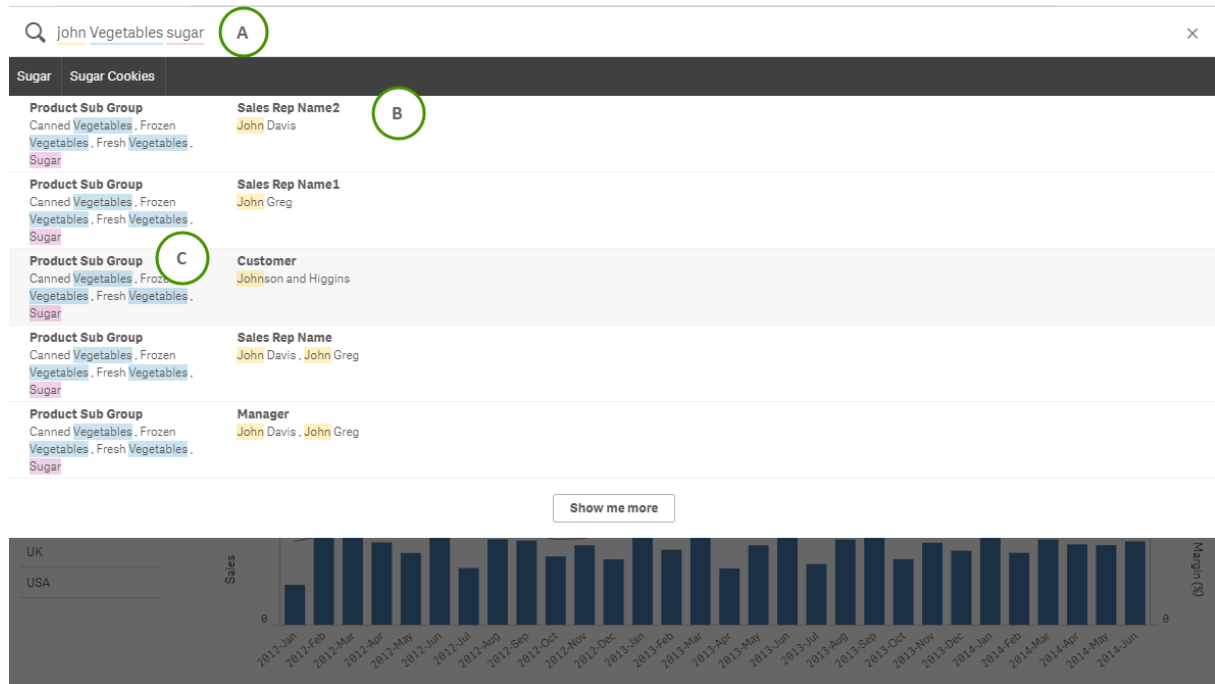 john Vegetables sugar
A
Sugar
Sugar Cookies
Product Sub Group
Canned Vegetables , Frozen
Vegetables , Fresh Vegetables ,
Sugar
Sales Rep Name2
John Davis
B
Product Sub Group
Canned Vegetables , Frozen
Vegetables , Fresh Vegetables ,
Sugar
Sales Rep Name1
John Greg
Product Sub Group
C
Canned Vegetables , Froze
Vegetables , Fresh Vegetables ,
Sugar
Customer
Johnson and Higgins
Product Sub Group
Canned Vegetables , Frozen
Vegetables , Fresh Vegetables ,
Sugar
Sales Rep Name
John Davis , John Greg
Product Sub Group
Canned Vegetables , Frozen
Vegetables , Fresh Vegetables ,
Sugar
Manager
John Davis , John Greg
Show me more
UK
USA
Sales
0
Margin (%)
0
2012-Jan
2012-Feb
2012-Mar
2012-Apr
2012-May
2012-Jun
2012-Jul
2012-Aug
2012-Sep
2012-Oct
2012-Nov
2012-Dec
2013-Jan
2013-Feb
2013-Mar
2013-Apr
2013-May
2013-Jun
2013-Jul
2013-Aug
2013-Sep
2013-Oct
2013-Nov
2013-Dec
2014-Jan
2014-Feb
2014-Mar
2014-Apr
2014-May
2014-Jun